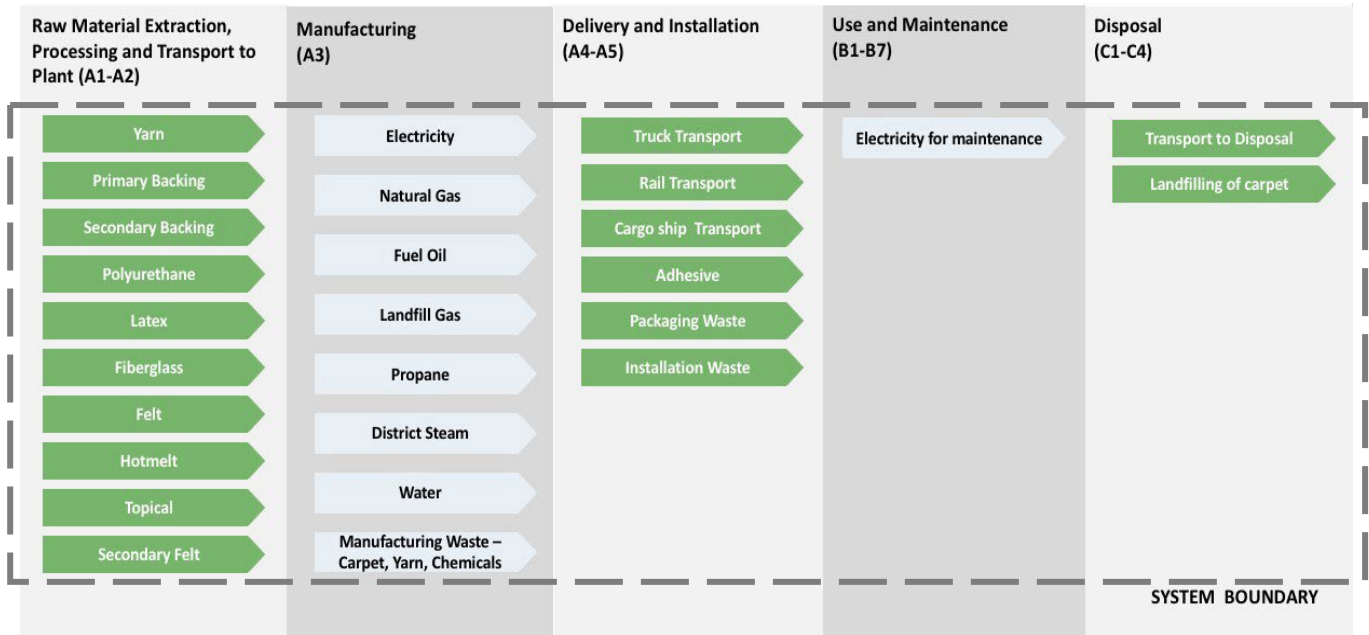 Raw Material Extraction,
Processing and Transport to
Plant (A1-A2)
Yarn
Primary Backing
Secondary Backing
Polyurethane
Latex
Fiberglass
Felt
Hotmelt
Topical
Secondary Felt
Manufacturing
(A3)
Electricity
Natural Gas
Fuel Oil
Landfill Gas
Propane
District Steam
Water
Manufacturing Waste –
Carpet, Yarn, Chemicals
Delivery and Installation
(A4-A5)
Truck Transport
Rail Transport
Cargo ship Transport
Adhesive
Packaging Waste
Installation Waste
Use and Maintenance
(B1-B7)
Electricity for maintenance
Disposal
(C1-C4)
Transport to Disposal
Landfilling of carpet
SYSTEM BOUNDARY